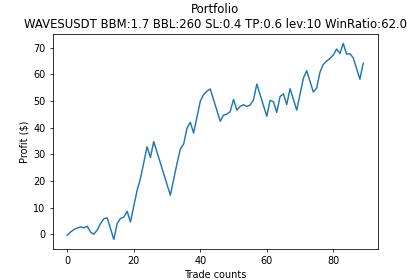 Portfolio
WAVESUSDT BBM:1.7 BBL:260 SL:0.4 TP:0.6 lev:10 WinRatio:62.0
Profit ($)
70
60
50
40
30
20
10
0
0 20 40 60 80
Trade counts